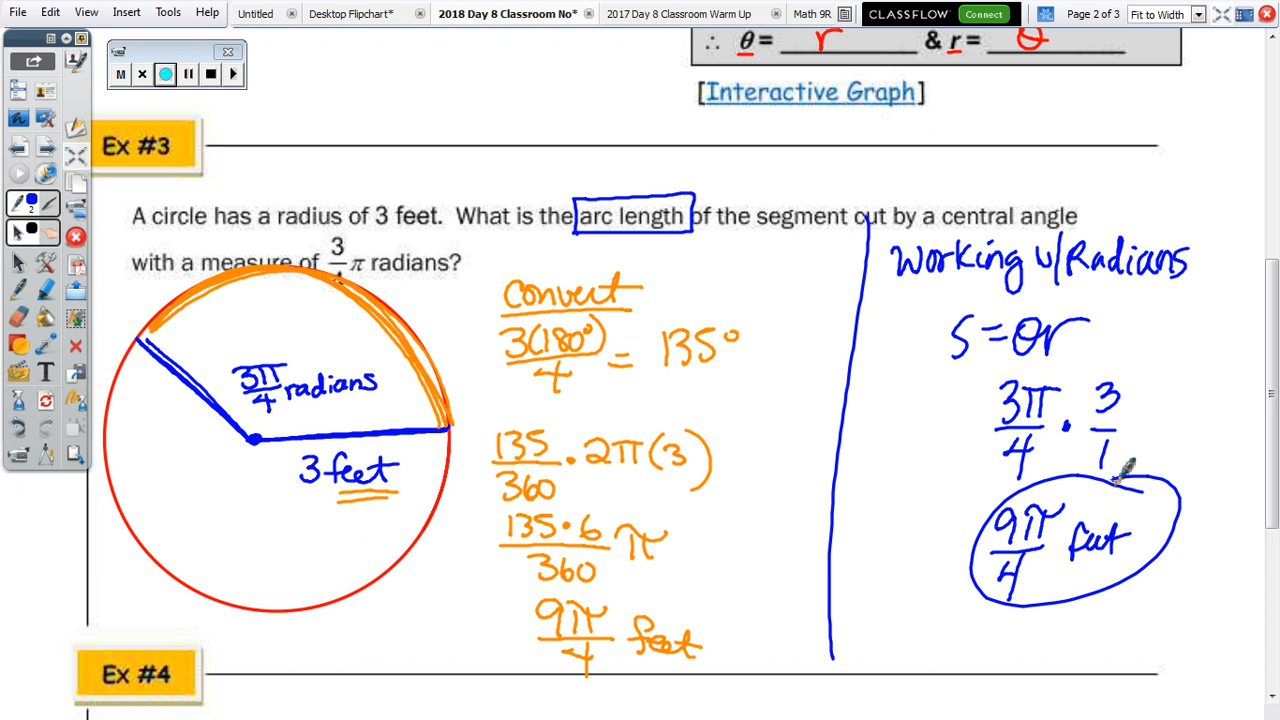 File Edit View Insert Tools Help
Untitled Desktop Flipchart* 2018 Day 8 Classroom No* 2017 Day 8 Classroom Warm Up Math 9R CLASSFLOW Connect Page 2 of 3 Fit to Width
M
2
T
∴ θ = r & r = θ
[Interactive Graph]
Ex #3
A circle has a radius of 3 feet. What is the arc length of the segment cut by a central angle
with a measure of 3/4 π radians?
3π/4 radians
3 feet
convert
3(180°)/4 = 135°
135/360 · 2π(3)
135·6/360 π
9π/4 feet
Working w/Radians
S = θr
3π/4 · 3/1
9π/4 feet
Ex #4